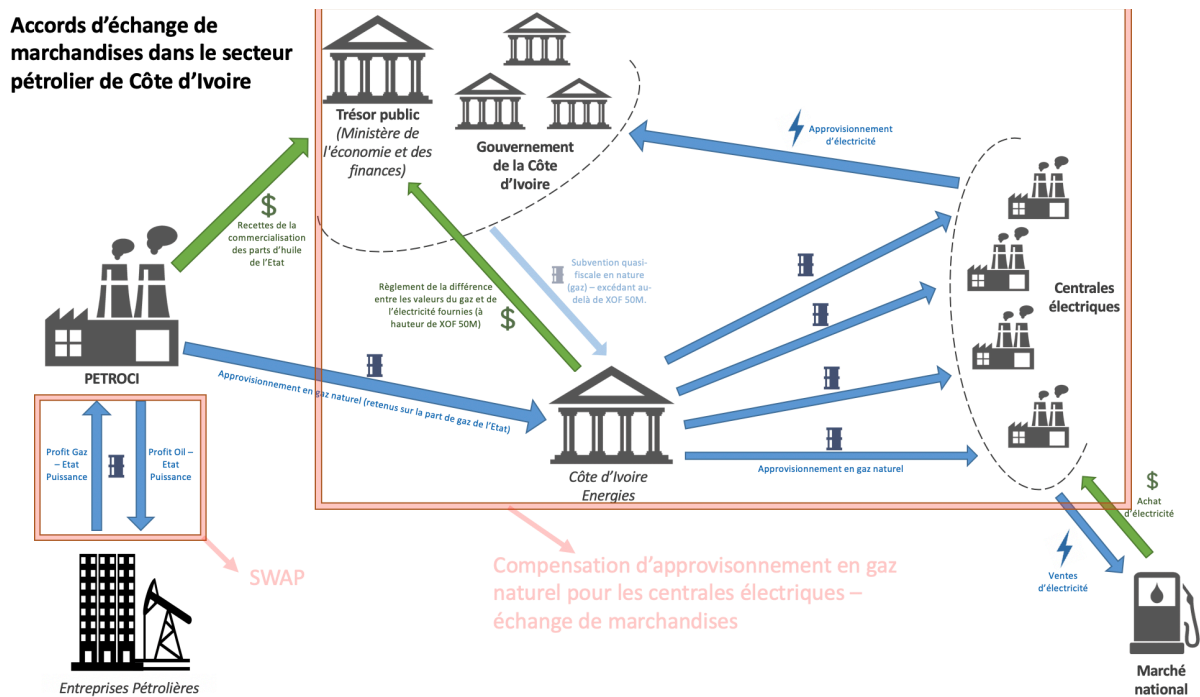 Accords d'échange de
marchandises dans le secteur
pétrolier de Côte d'Ivoire
Trésor public
(Ministère de
l'économie et des
finances)
Gouvernement
de la Côte
d'Ivoire
Approvisionnement
d'électricité
$
Recettes de la
commercialisation
des parts d'huile
de l'Etat
Règlement de la différence
entre les valeurs du gaz et de
l'électricité fournies (à
hauteur de XOF 50M)
$
Subvention quasi-
fiscale en nature
(gaz) – excédant au-
delà de XOF 50M.
Centrales
électriques
PETROCI
Approvisionnement en gaz naturel (retenus sur la part de gaz de l'Etat)
Profit Gaz
– Etat
Puissance
Profit Oil –
Etat
Puissance
Côte d'Ivoire
Energies
Approvisionnement en gaz naturel
$
Achat
d'électricité
Ventes
d'électricité
SWAP
Compensation d'approvisonnement en gaz
naturel pour les centrales électriques –
échange de marchandises
Entreprises Pétrolières
Marché
national